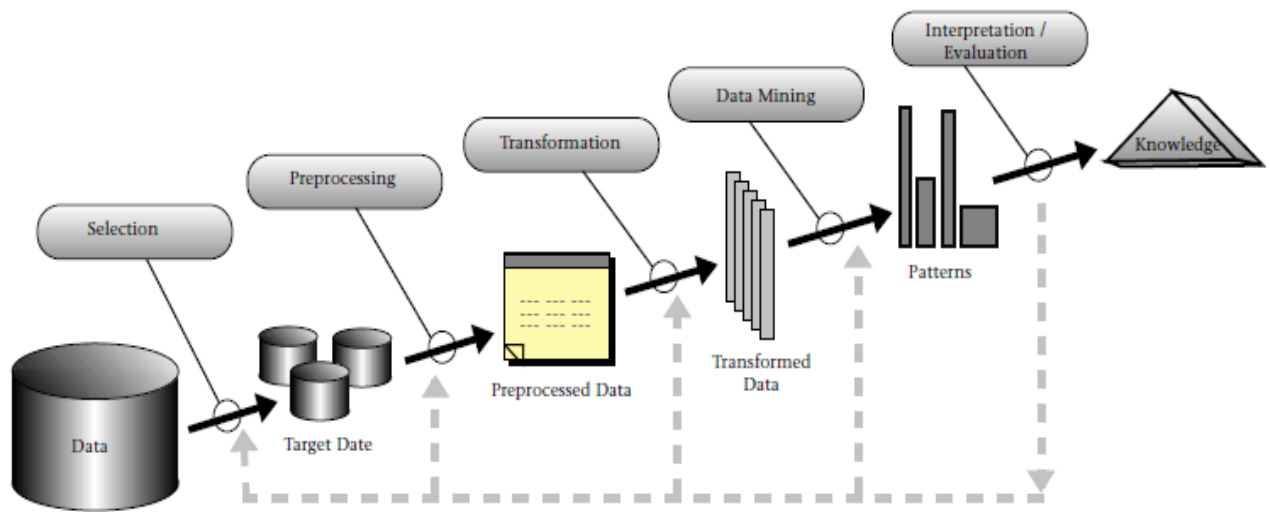 Interpretation /
Evaluation
Data Mining
Transformation
Preprocessing
Selection
Knowledge
Patterns
Transformed
Data
Preprocessed Data
Target Date
Data